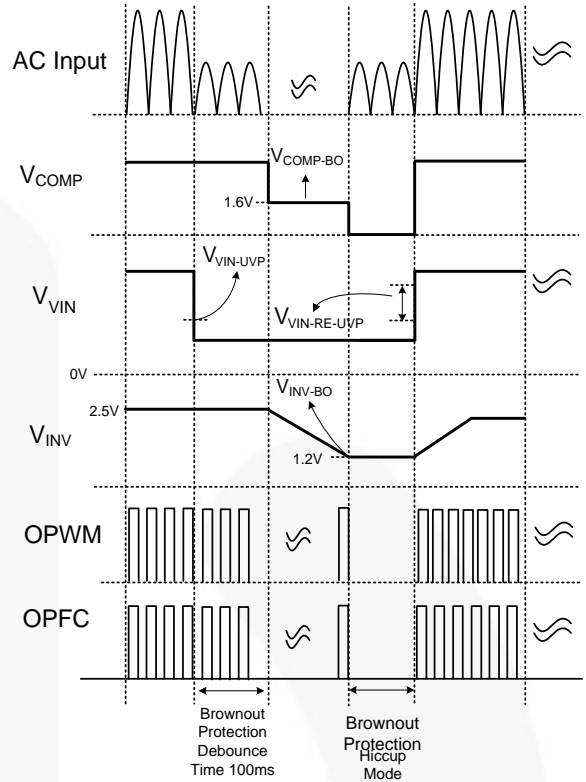 AC Input
VCOMP
VCOMP-BO
1.6V
VVIN-UVP
VVIN
VVIN-RE-UVP
0V
2.5V
VINV-BO
VINV
1.2V
OPWM
OPFC
Brownout
Protection
Debounce
Time 100ms
Brownout
Protection
Hiccup
Mode